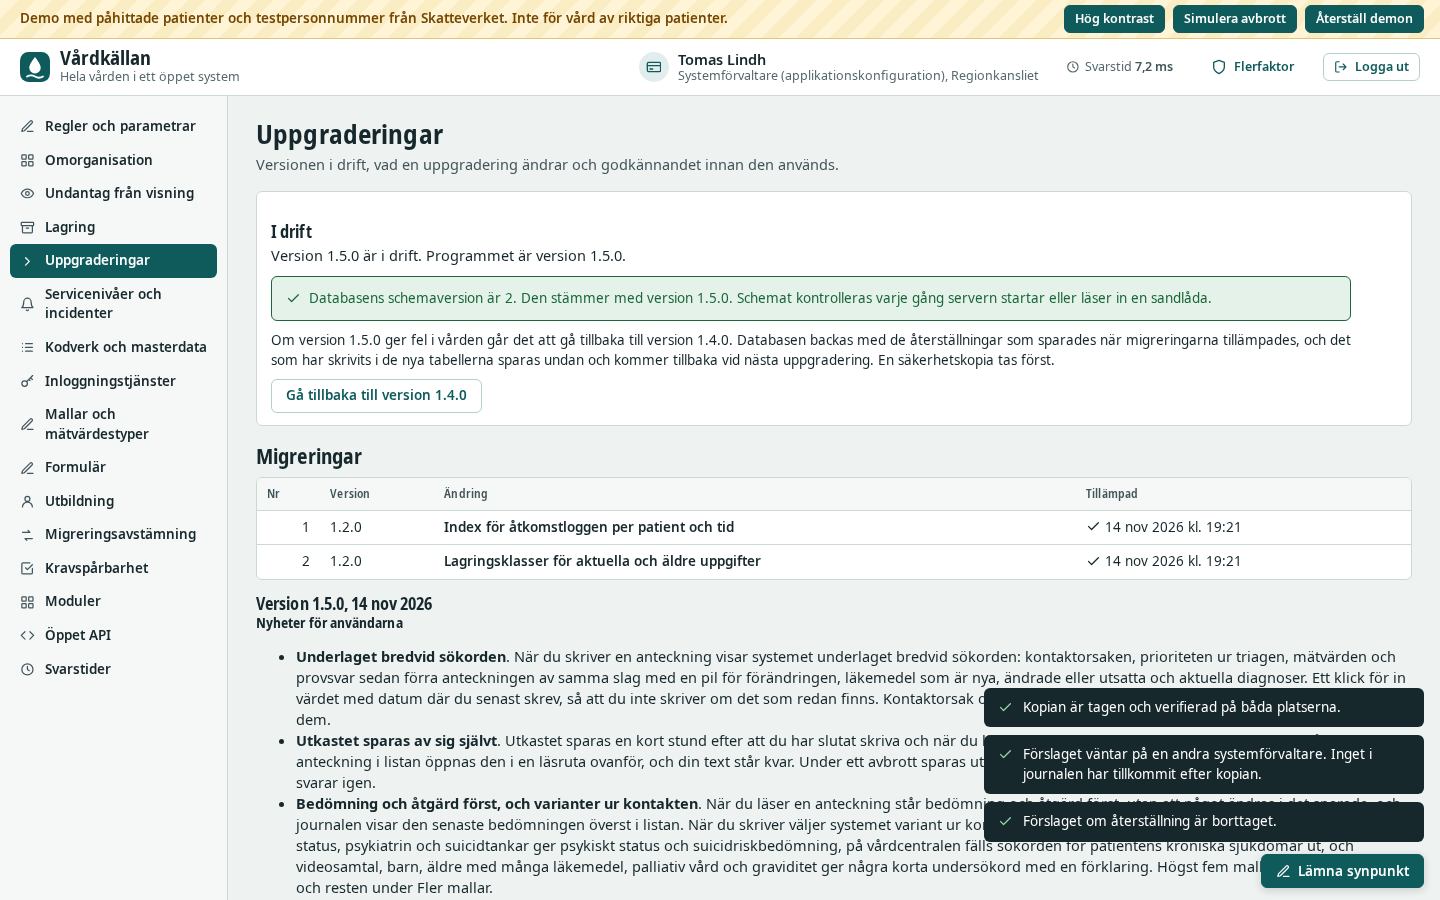 Demo med påhittade patienter och testpersonnummer från Skatteverket. Inte för vård av riktiga patienter.
Hög kontrast
Simulera avbrott
Återställ demon
Vårdkällan
Hela vården i ett öppet system
Tomas Lindh
Systemförvaltare (applikationskonfiguration), Regionkansliet
Svarstid 7,2 ms
Flerfaktor
Logga ut
Regler och parametrar
Omorganisation
Undantag från visning
Lagring
Uppgraderingar
Servicenivåer och
incidenter
Kodverk och masterdata
Inloggningstjänster
Mallar och
mätvärdestyper
Formulär
Utbildning
Migreringsavstämning
Kravspårbarhet
Moduler
Öppet API
Svarstider
Uppgraderingar
Versionen i drift, vad en uppgradering ändrar och godkännandet innan den används.
I drift
Version 1.5.0 är i drift. Programmet är version 1.5.0.
Databasens schemaversion är 2. Den stämmer med version 1.5.0. Schemat kontrolleras varje gång servern startar eller läser in en sandlåda.
Om version 1.5.0 ger fel i vården går det att gå tillbaka till version 1.4.0. Databasen backas med de återställningar som sparades när migreringarna tillämpades, och det
som har skrivits i de nya tabellerna sparas undan och kommer tillbaka vid nästa uppgradering. En säkerhetskopia tas först.
Gå tillbaka till version 1.4.0
Migreringar
Nr Version Ändring Tillämpad
1 1.2.0 Index för åtkomstloggen per patient och tid 14 nov 2026 kl. 19:21
2 1.2.0 Lagringsklasser för aktuella och äldre uppgifter 14 nov 2026 kl. 19:21
Version 1.5.0, 14 nov 2026
Nyheter för användarna
Underlaget bredvid sökorden. När du skriver en anteckning visar systemet underlaget bredvid sökorden: kontaktorsaken, prioriteten ur triagen, mätvärden och
provsvar sedan förra anteckningen av samma slag med en pil för förändringen, läkemedel som är nya, ändrade eller utsatta och aktuella diagnoser. Ett klick för in
värdet med datum där du senast skrev, så att du inte skriver om det som redan finns. Kontaktorsak
dem.
Utkastet sparas av sig självt. Utkastet sparas en kort stund efter att du har slutat skriva och när du
anteckning i listan öppnas den i en läsruta ovanför, och din text står kvar. Under ett avbrott sparas
svarar igen.
Bedömning och åtgärd först, och varianter ur kontakten. När du läser en anteckning står bedömning och åtgärd först, utan att något ändras i det sparade, och
journalen visar den senaste bedömningen överst i listan. När du skriver väljer systemet variant ur
status, psykiatrin och suicidtankar ger psykiskt status och suicidriskbedömning, på vårdcentralen fälls sökorden för patientens kroniska sjukdomar ut, och
videosamtal, barn, äldre med många läkemedel, palliativ vård och graviditet ger några korta undersökord med en förklaring. Högst fem
och resten under Fler mallar.
Kopian är tagen och verifierad på båda platserna.
Förslaget väntar på en andra systemförvaltare. Inget i
journalen har tillkommit efter kopian.
Förslaget om återställning är borttaget.
Lämna synpunkt